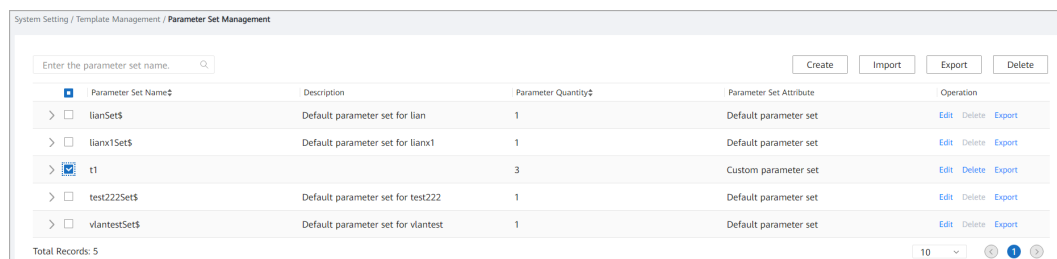 System Setting / Template Management / Parameter Set Management
Enter the parameter set name.
Create Import Export Delete
Parameter Set Name Description Parameter Quantity Parameter Set Attribute Operation
lianSet$ Default parameter set for lian 1 Default parameter set Edit Delete Export
lianx1Set$ Default parameter set for lianx1 1 Default parameter set Edit Delete Export
t1 3 Custom parameter set Edit Delete Export
test222Set$ Default parameter set for test222 1 Default parameter set Edit Delete Export
vlantestSet$ Default parameter set for vlantest 1 Default parameter set Edit Delete Export
Total Records: 5 10 1